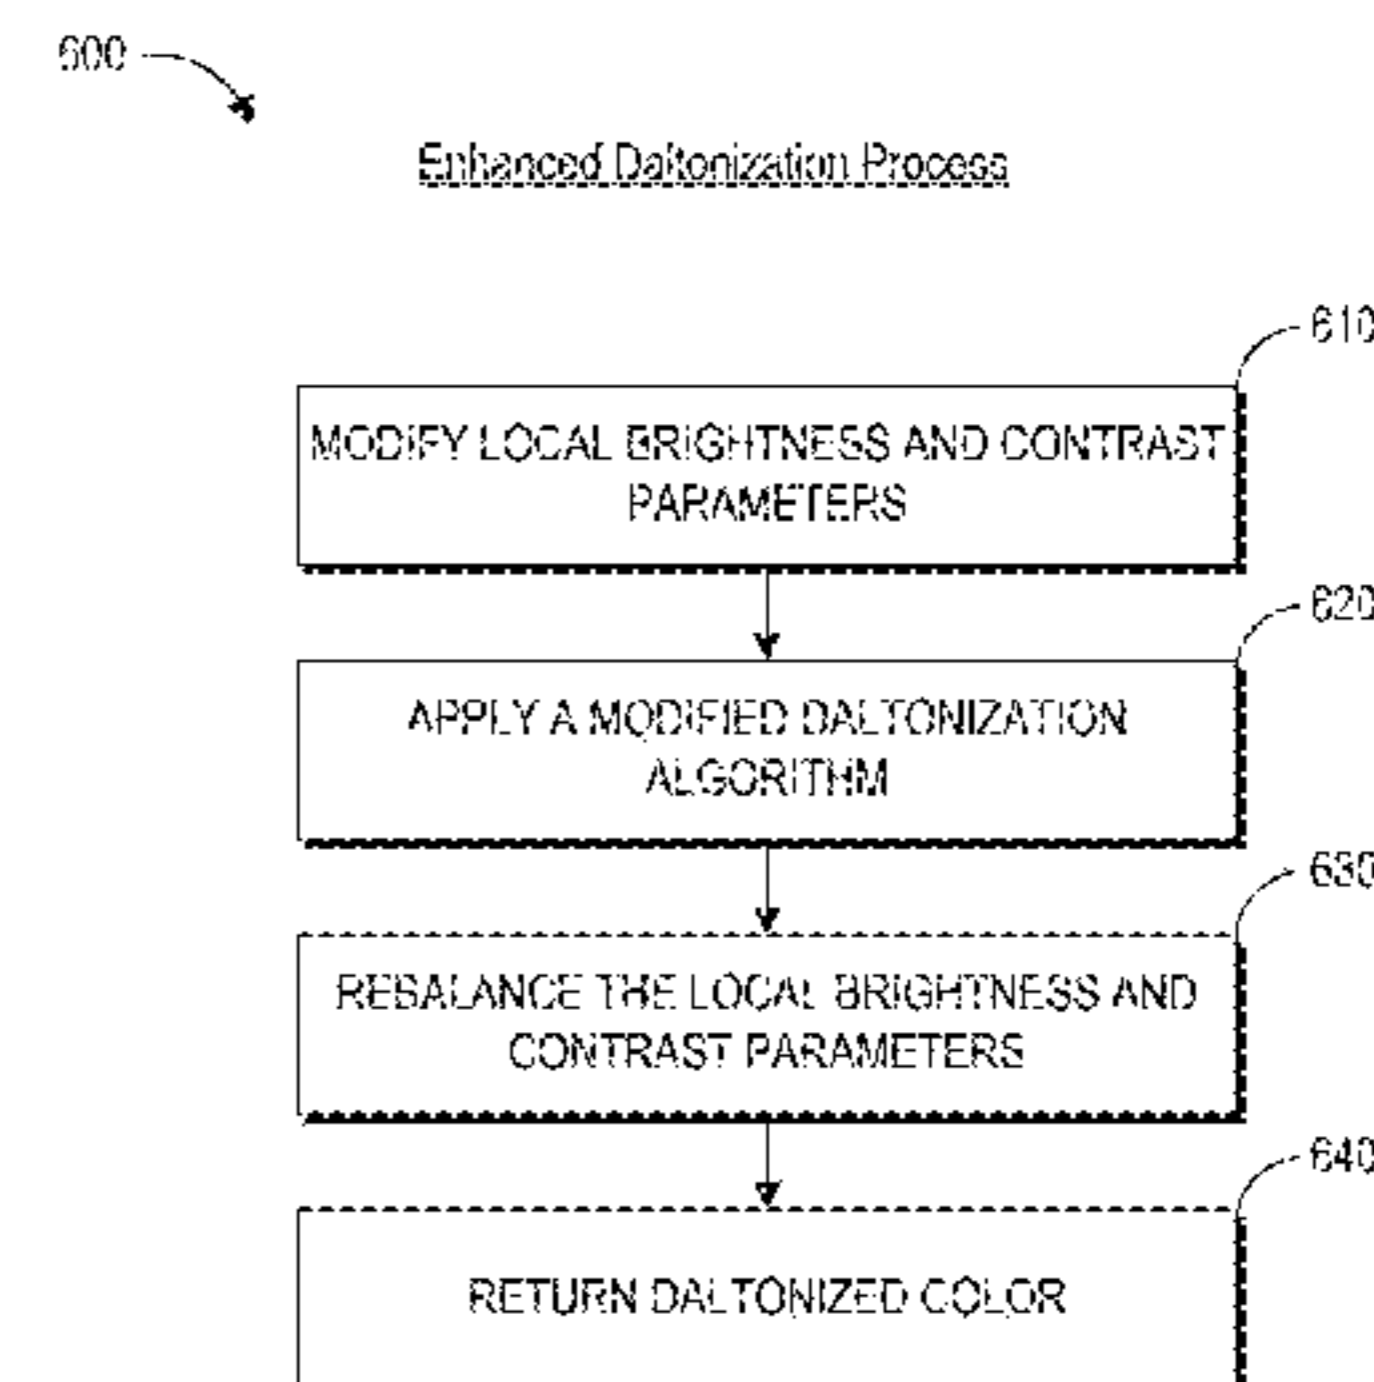 600
Enhanced Daltonization Process
610
MODIFY LOCAL BRIGHTNESS AND CONTRAST
PARAMETERS
620
APPLY A MODIFIED DALTONIZATION
ALGORITHM
630
REBALANCE THE LOCAL BRIGHTNESS AND
CONTRAST PARAMETERS
640
RETURN DALTONIZED COLOR